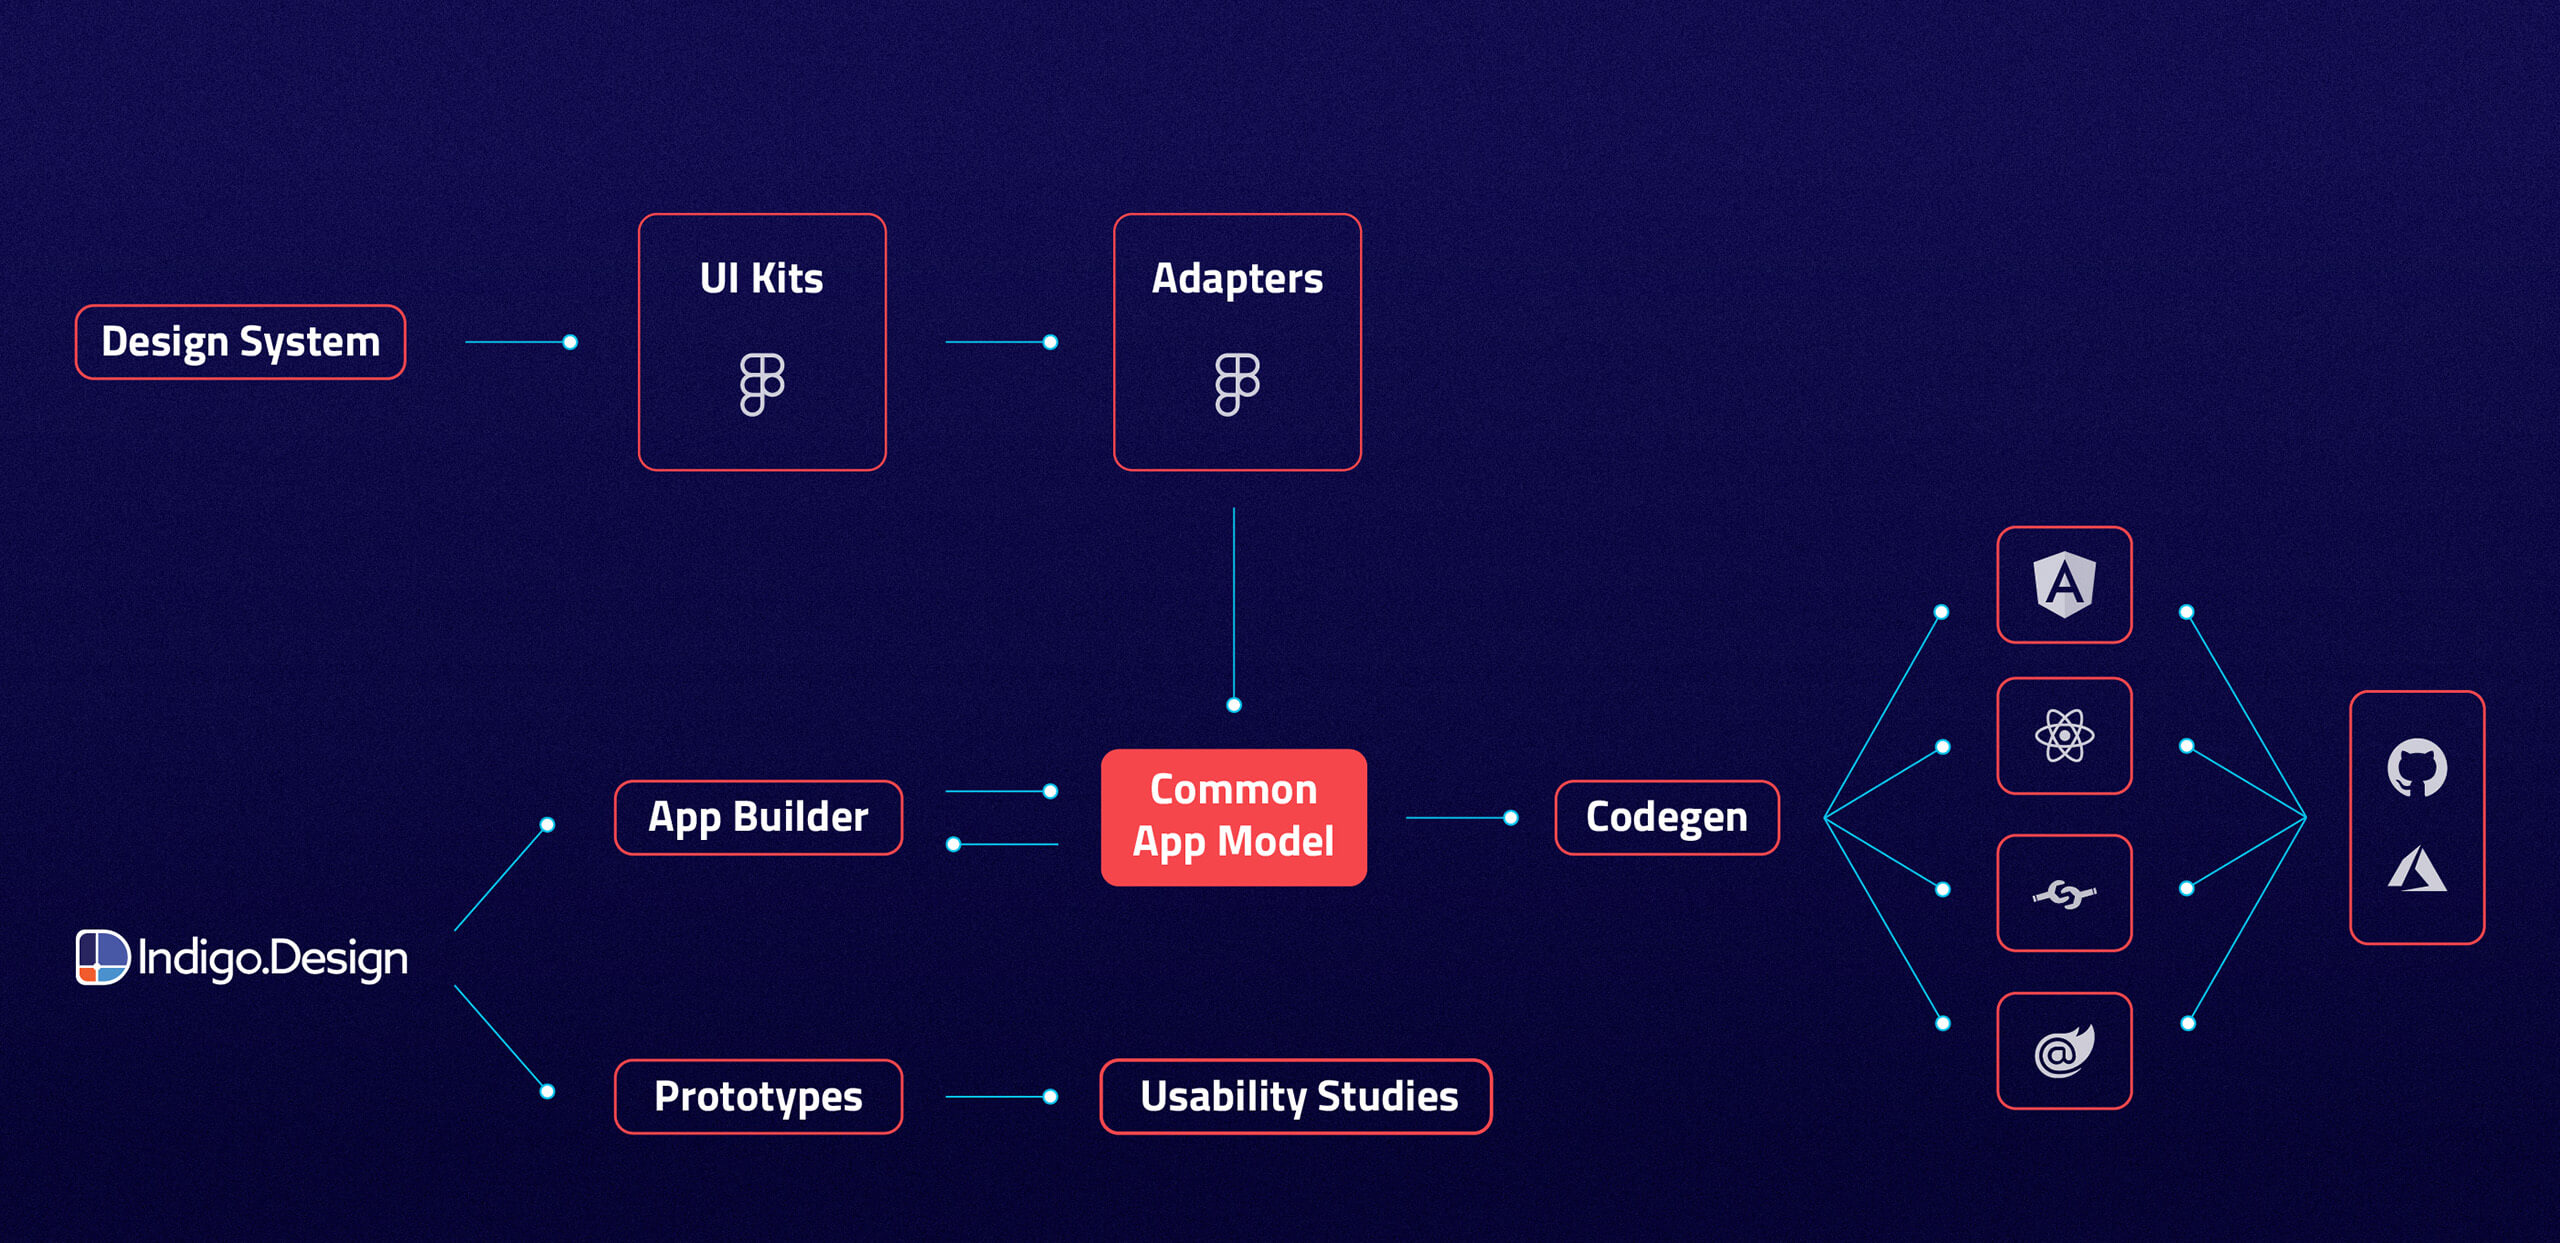 UI Kits
Adapters
Design System
App Builder
Common
App Model
Codegen
Indigo.Design
Prototypes
Usability Studies